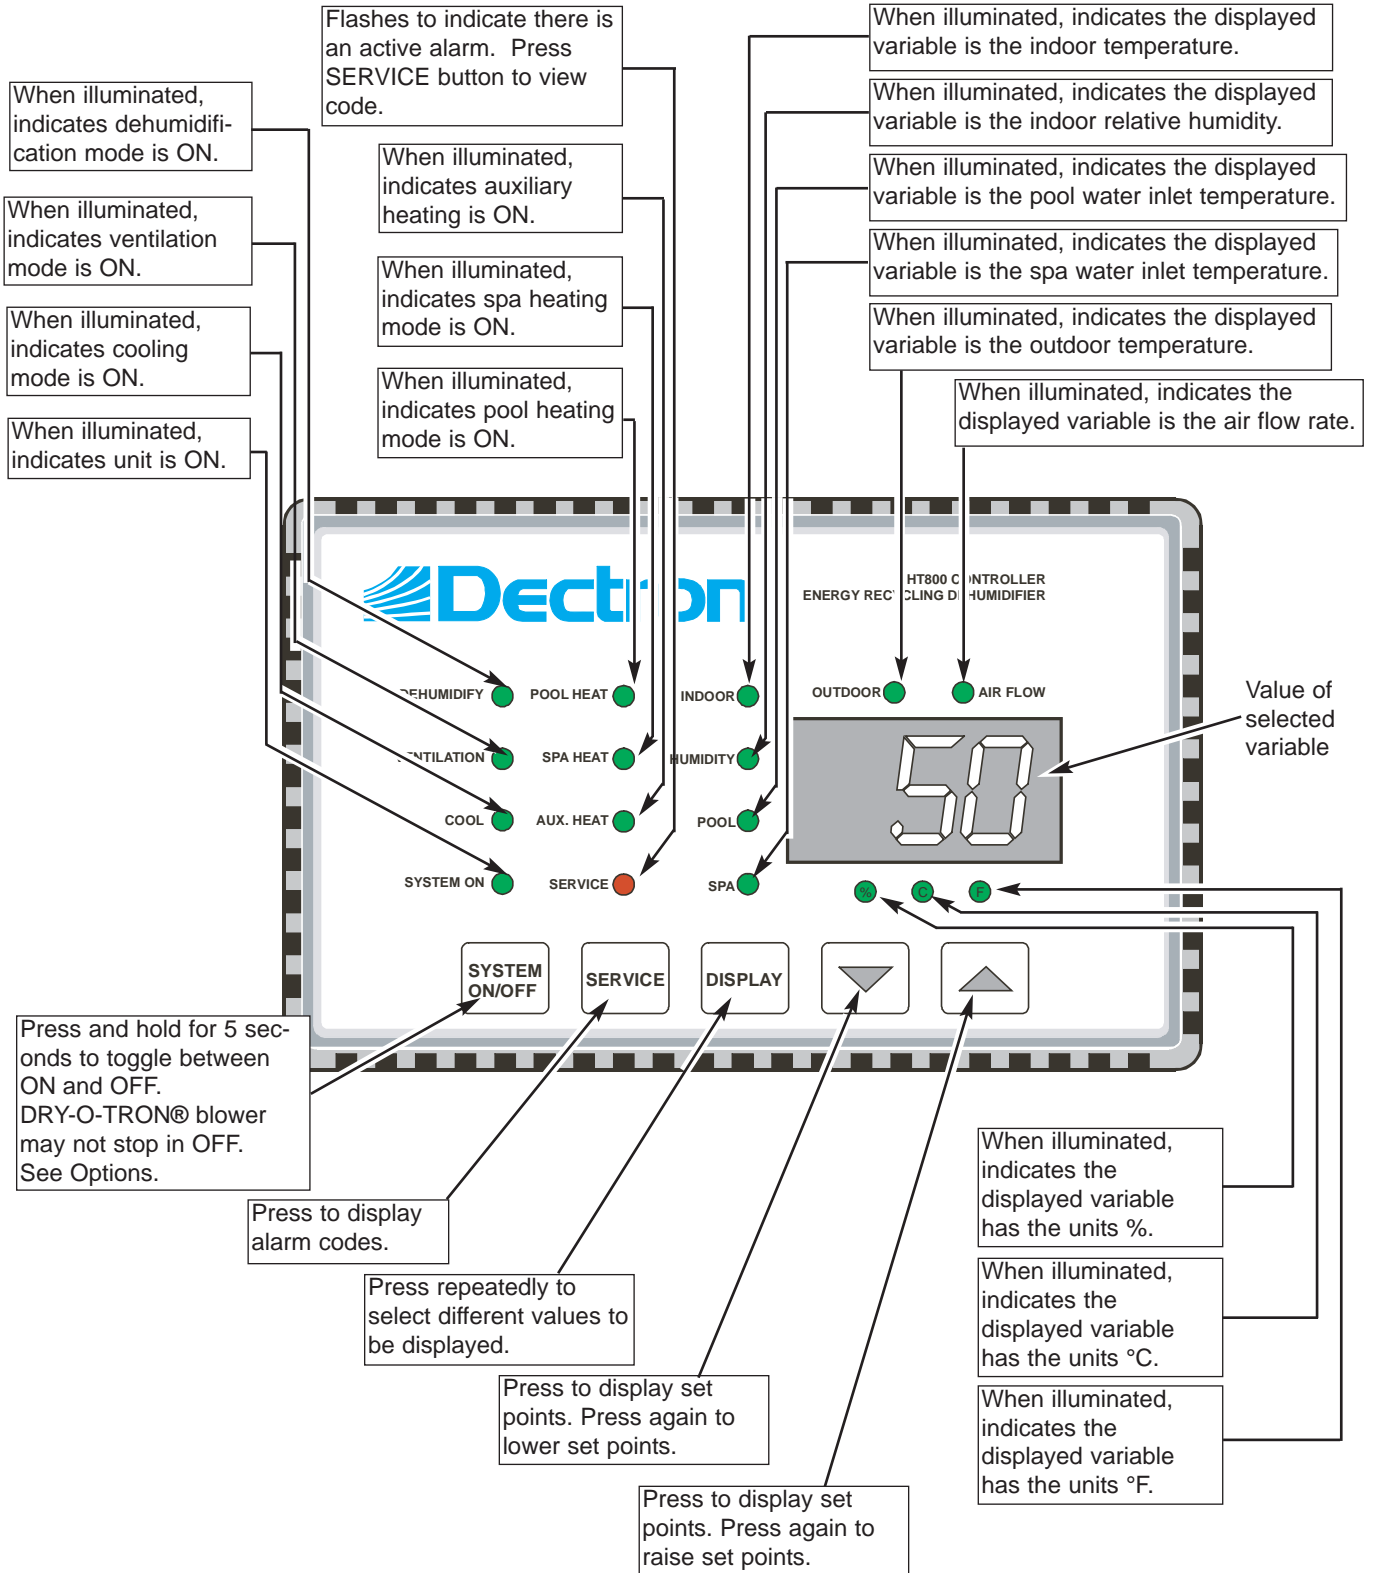 Flashes to indicate there is
an active alarm. Press
SERVICE button to view
code.
When illuminated, indicates the displayed
variable is the indoor temperature.
When illuminated,
indicates dehumidifi-
cation mode is ON.
When illuminated, indicates the displayed
variable is the indoor relative humidity.
When illuminated,
indicates auxiliary
heating is ON.
When illuminated, indicates the displayed
variable is the pool water inlet temperature.
When illuminated,
indicates ventilation
mode is ON.
When illuminated, indicates the displayed
variable is the spa water inlet temperature.
When illuminated,
indicates spa heating
mode is ON.
When illuminated, indicates the displayed
variable is the outdoor temperature.
When illuminated,
indicates cooling
mode is ON.
When illuminated,
indicates pool heating
mode is ON.
When illuminated, indicates the
displayed variable is the air flow rate.
When illuminated,
indicates unit is ON.
Dectron
HT800 CONTROLLER
ENERGY RECYCLING DEHUMIDIFIER
DEHUMIDIFY
POOL HEAT
INDOOR
OUTDOOR
AIR FLOW
VENTILATION
SPA HEAT
HUMIDITY
50
Value of
selected
variable
COOL
AUX. HEAT
POOL
SYSTEM ON
SERVICE
SPA
%
C
F
SYSTEM
ON/OFF
SERVICE
DISPLAY
Press and hold for 5 sec-
onds to toggle between
ON and OFF.
DRY-O-TRON® blower
may not stop in OFF.
See Options.
Press to display
alarm codes.
Press repeatedly to
select different values to
be displayed.
Press to display set
points. Press again to
lower set points.
Press to display set
points. Press again to
raise set points.
When illuminated,
indicates the
displayed variable
has the units %.
When illuminated,
indicates the
displayed variable
has the units °C.
When illuminated,
indicates the
displayed variable
has the units °F.